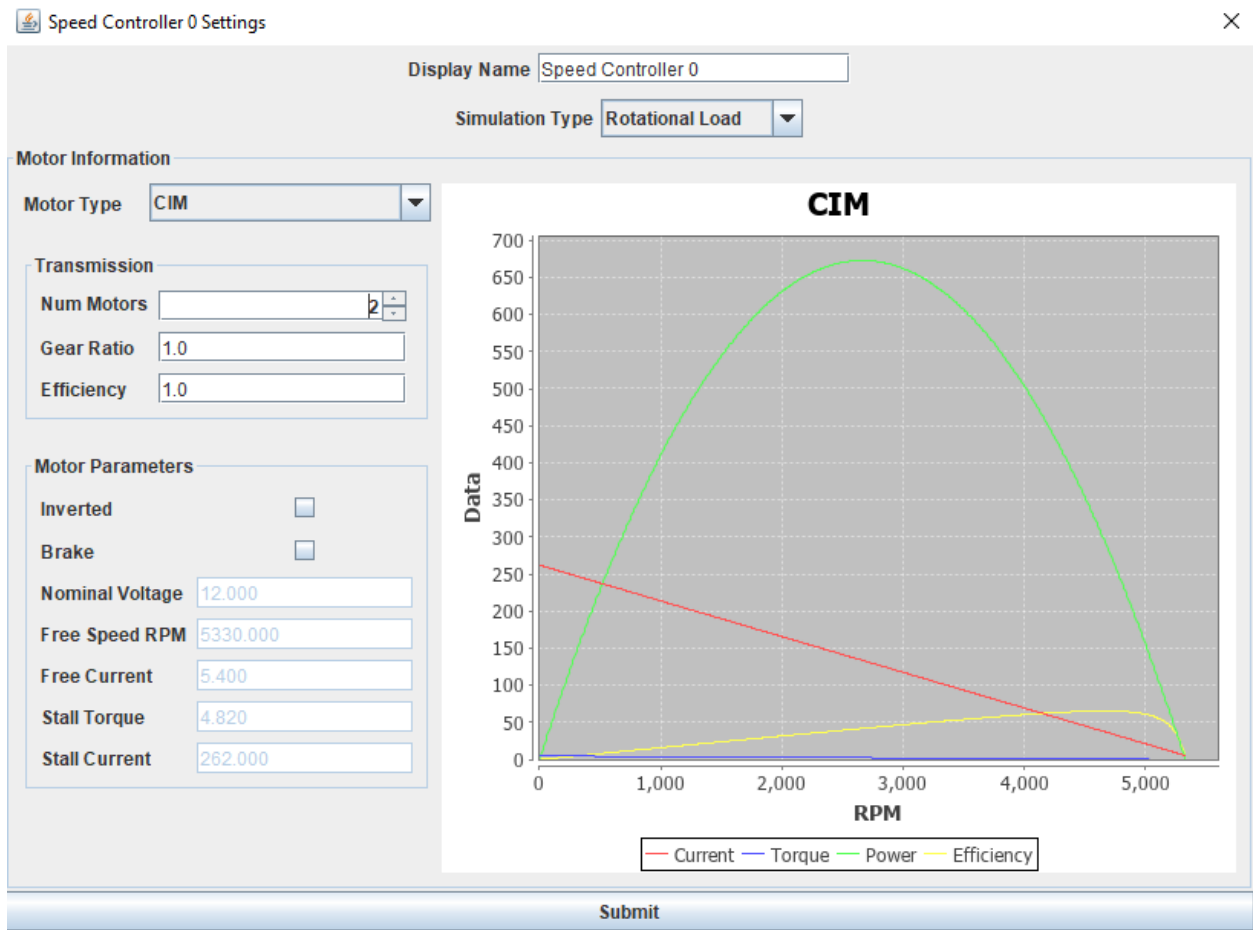 Speed Controller 0 Settings
Display Name Speed Controller 0
Simulation Type Rotational Load
Motor Information
Motor Type CIM
Transmission
Num Motors 2
Gear Ratio 1.0
Efficiency 1.0
Motor Parameters
Inverted
Brake
Nominal Voltage 12.000
Free Speed RPM 5330.000
Free Current 5.400
Stall Torque 4.820
Stall Current 262.000
CIM
700
650
600
550
500
450
400
350
300
250
200
150
100
50
0
Data
0 1,000 2,000 3,000 4,000 5,000
RPM
Current Torque Power Efficiency
Submit